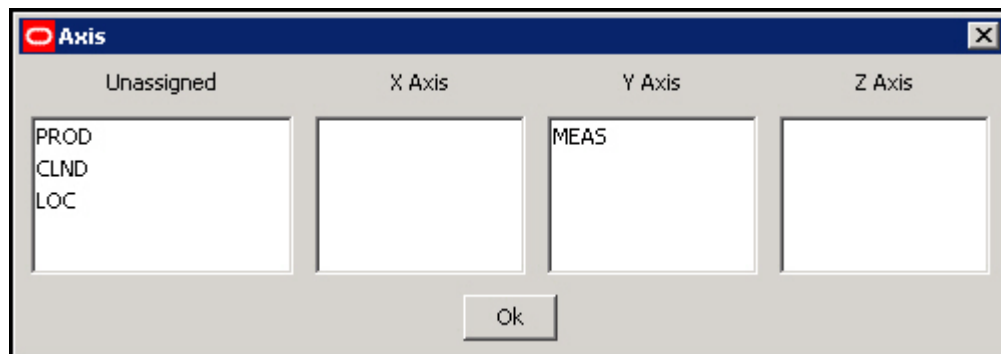 Axis
Unassigned X Axis Y Axis Z Axis
PROD MEAS
CLND
LOC
Ok